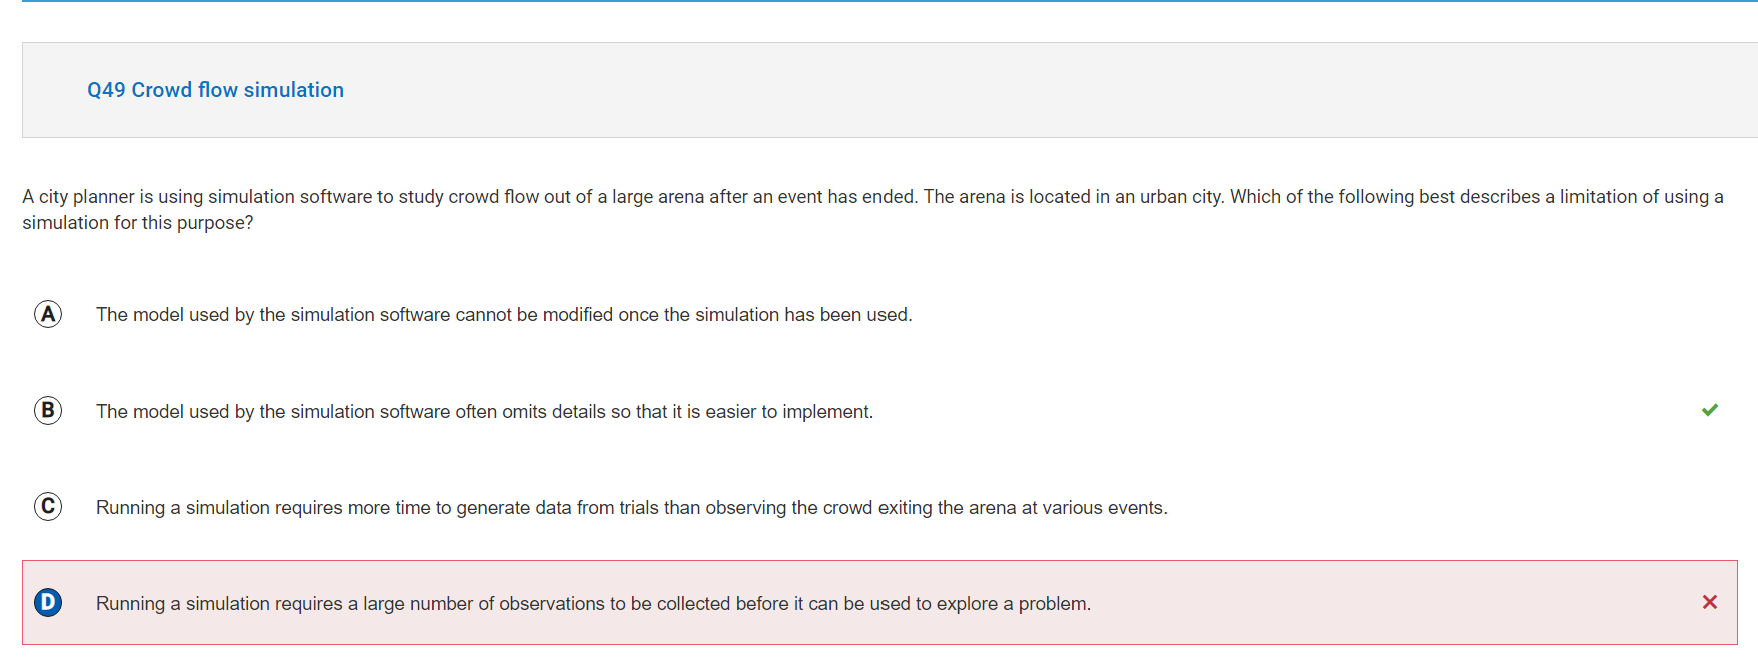 Q49 Crowd flow simulation
A city planner is using simulation software to study crowd flow out of a large arena after an event has ended. The arena is located in an urban city. Which of the following best describes a limitation of using a
simulation for this purpose?
A The model used by the simulation software cannot be modified once the simulation has been used.
B The model used by the simulation software often omits details so that it is easier to implement.
C Running a simulation requires more time to generate data from trials than observing the crowd exiting the arena at various events.
D Running a simulation requires a large number of observations to be collected before it can be used to explore a problem.